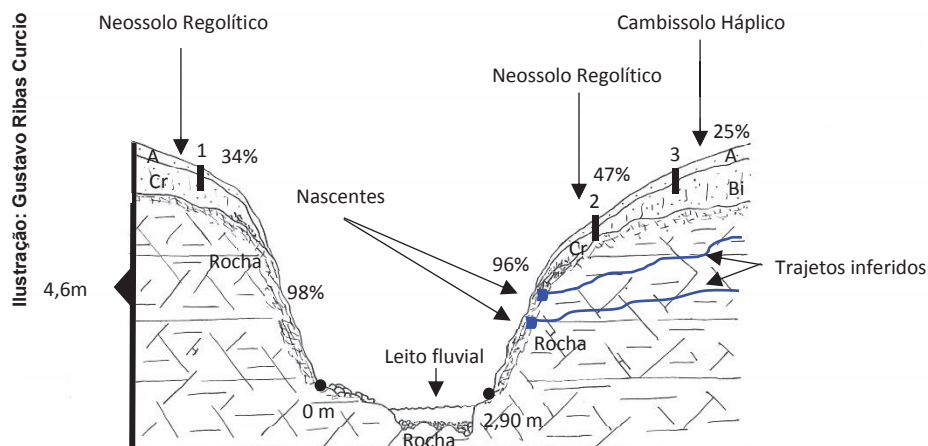 Ilustração: Gustavo Ribas Curcio
Neossolo Regolítico
Cambissolo Háplico
Neossolo Regolítico
A
1
34%
Cr
Nascentes
3
25%
A
47%
2
Bi
Cr
Rocha
96%
Trajetos inferidos
4,6m
98%
Rocha
Leito fluvial
0 m
2,90 m
Rocha